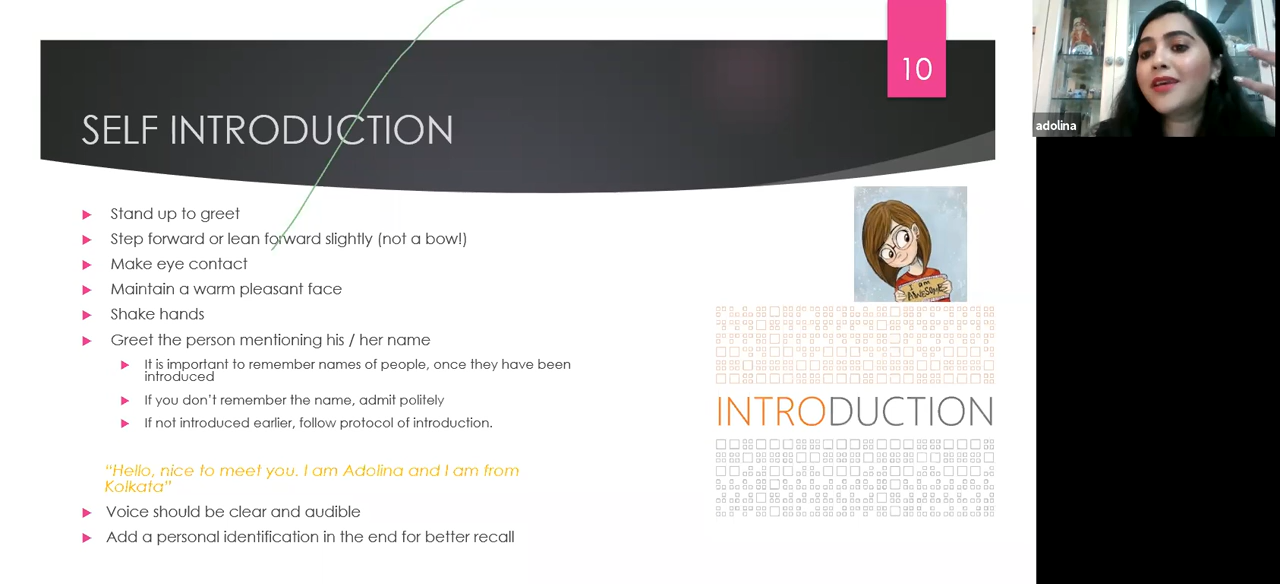 10
SELF INTRODUCTION
adolina
Stand up to greet
Step forward or lean forward slightly (not a bow!)
Make eye contact
Maintain a warm pleasant face
Shake hands
Greet the person mentioning his / her name
It is important to remember names of people, once they have been
introduced
If you don't remember the name, admit politely
If not introduced earlier, follow protocol of introduction.
"Hello, nice to meet you. I am Adolina and I am from
Kolkata"
Voice should be clear and audible
Add a personal identification in the end for better recall
I am
AWESOME
INTRODUCTION